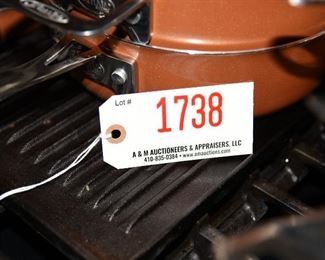 Lot #
1738
A & M AUCTIONEERS & APPRAISERS, LLC
410-835-0384 • www.amauctions.com